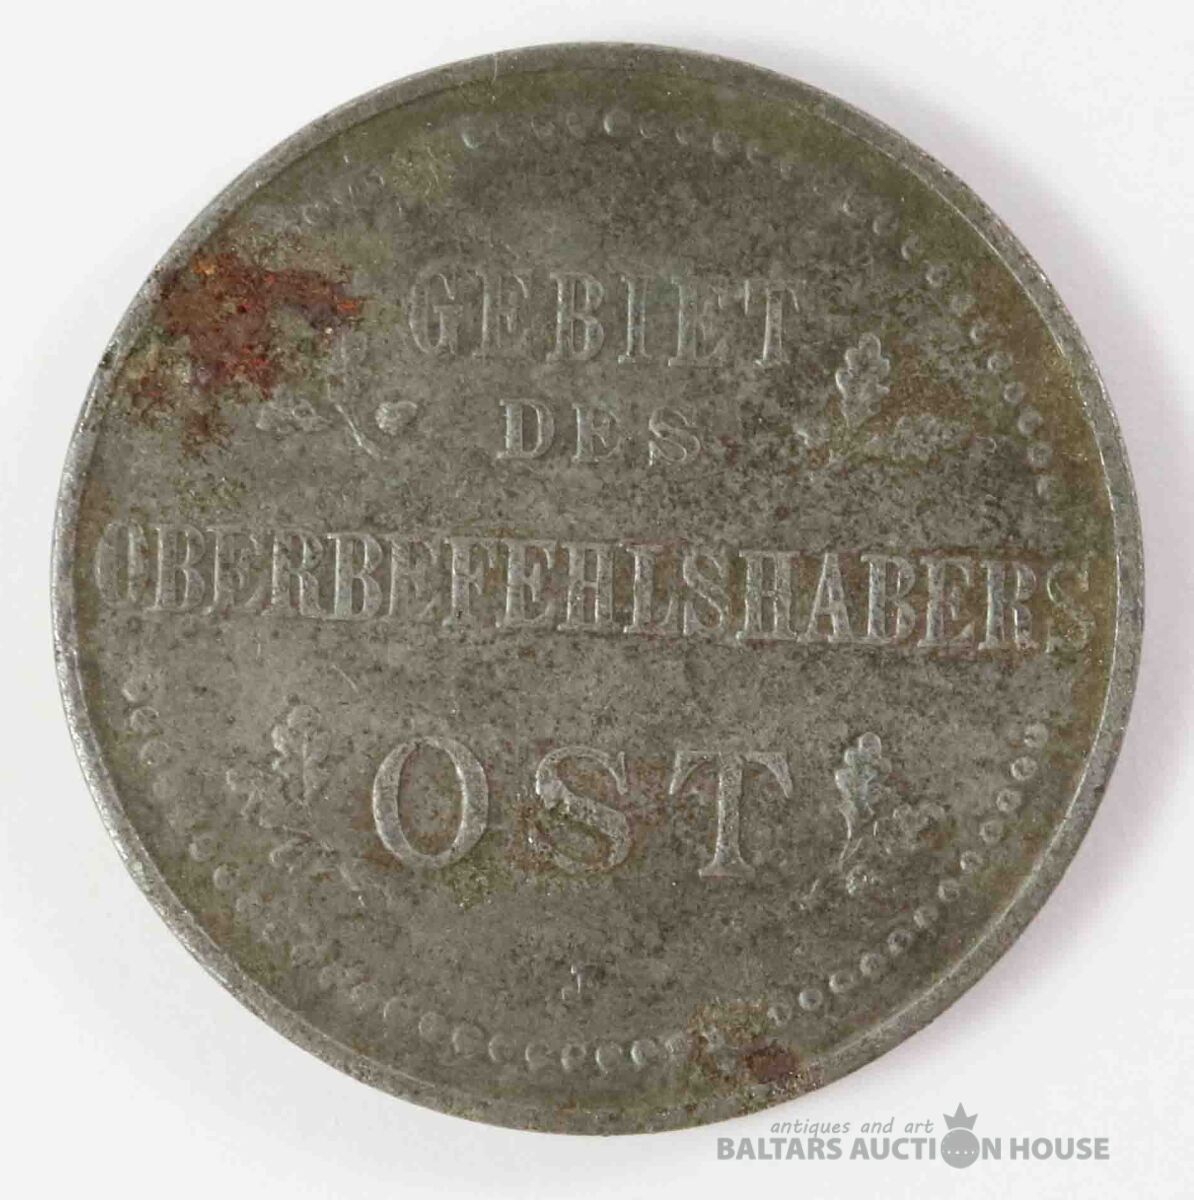 GEBIET
DES
OBERBEFEHLSHABERS
OST
J
antiques and art
BALTARS AUCTION HOUSE